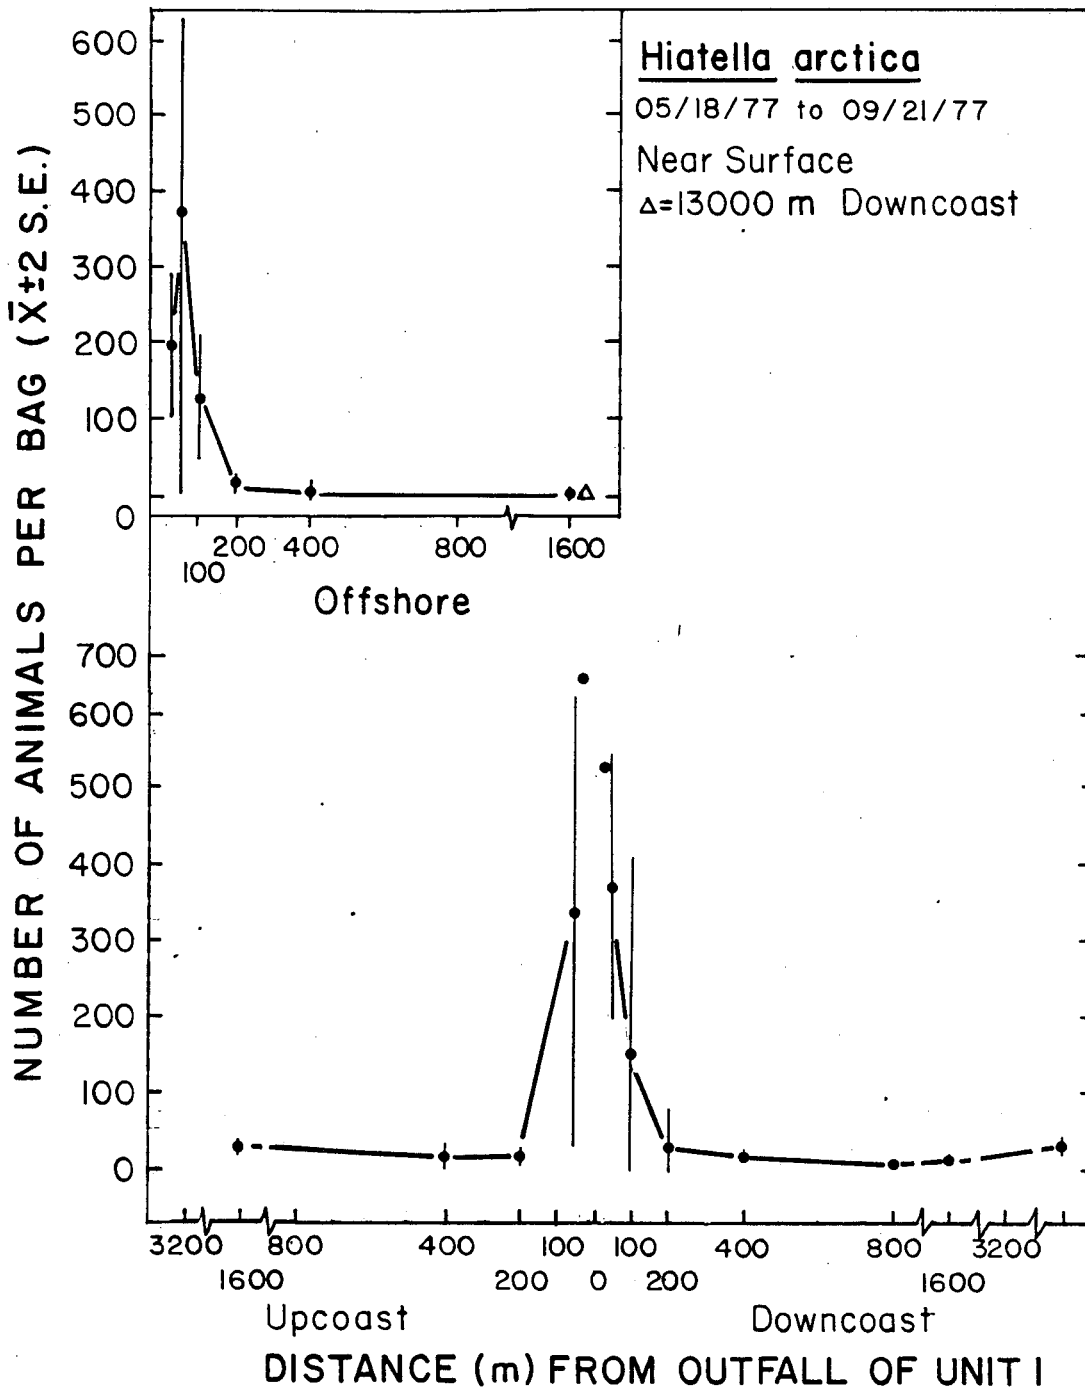 NUMBER OF ANIMALS PER BAG (X̄±2 S.E.)
600
500
400
300
200
100
0
Hiatella arctica
05/18/77 to 09/21/77
Near Surface
Δ=13000 m Downcoast
Δ
200 400 800 1600
100
Offshore
700
600
500
400
300
200
100
0
3200 800 400 100 100 400 800 3200
1600 200 0 200 1600
Upcoast Downcoast
DISTANCE (m) FROM OUTFALL OF UNIT I